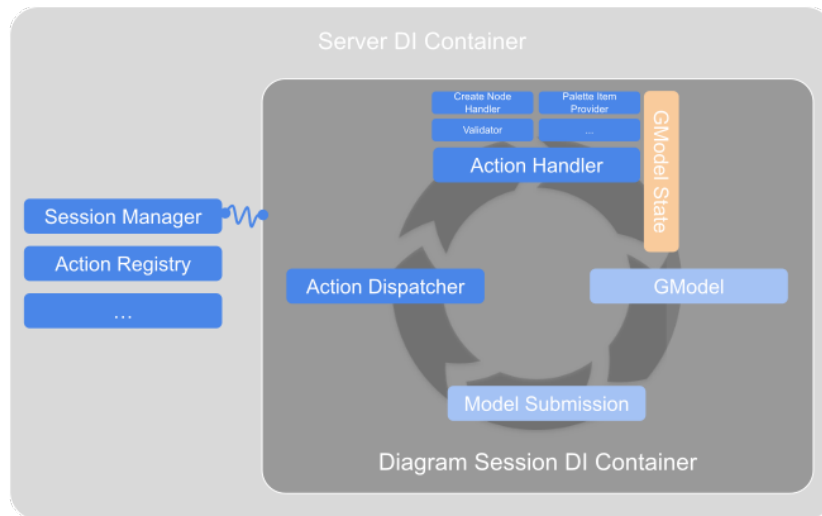 Server DI Container
Create Node
Handler
Palette Item
Provider
Validator
...
Action Handler
GModel State
Session Manager
Action Registry
...
Action Dispatcher
GModel
Model Submission
Diagram Session DI Container